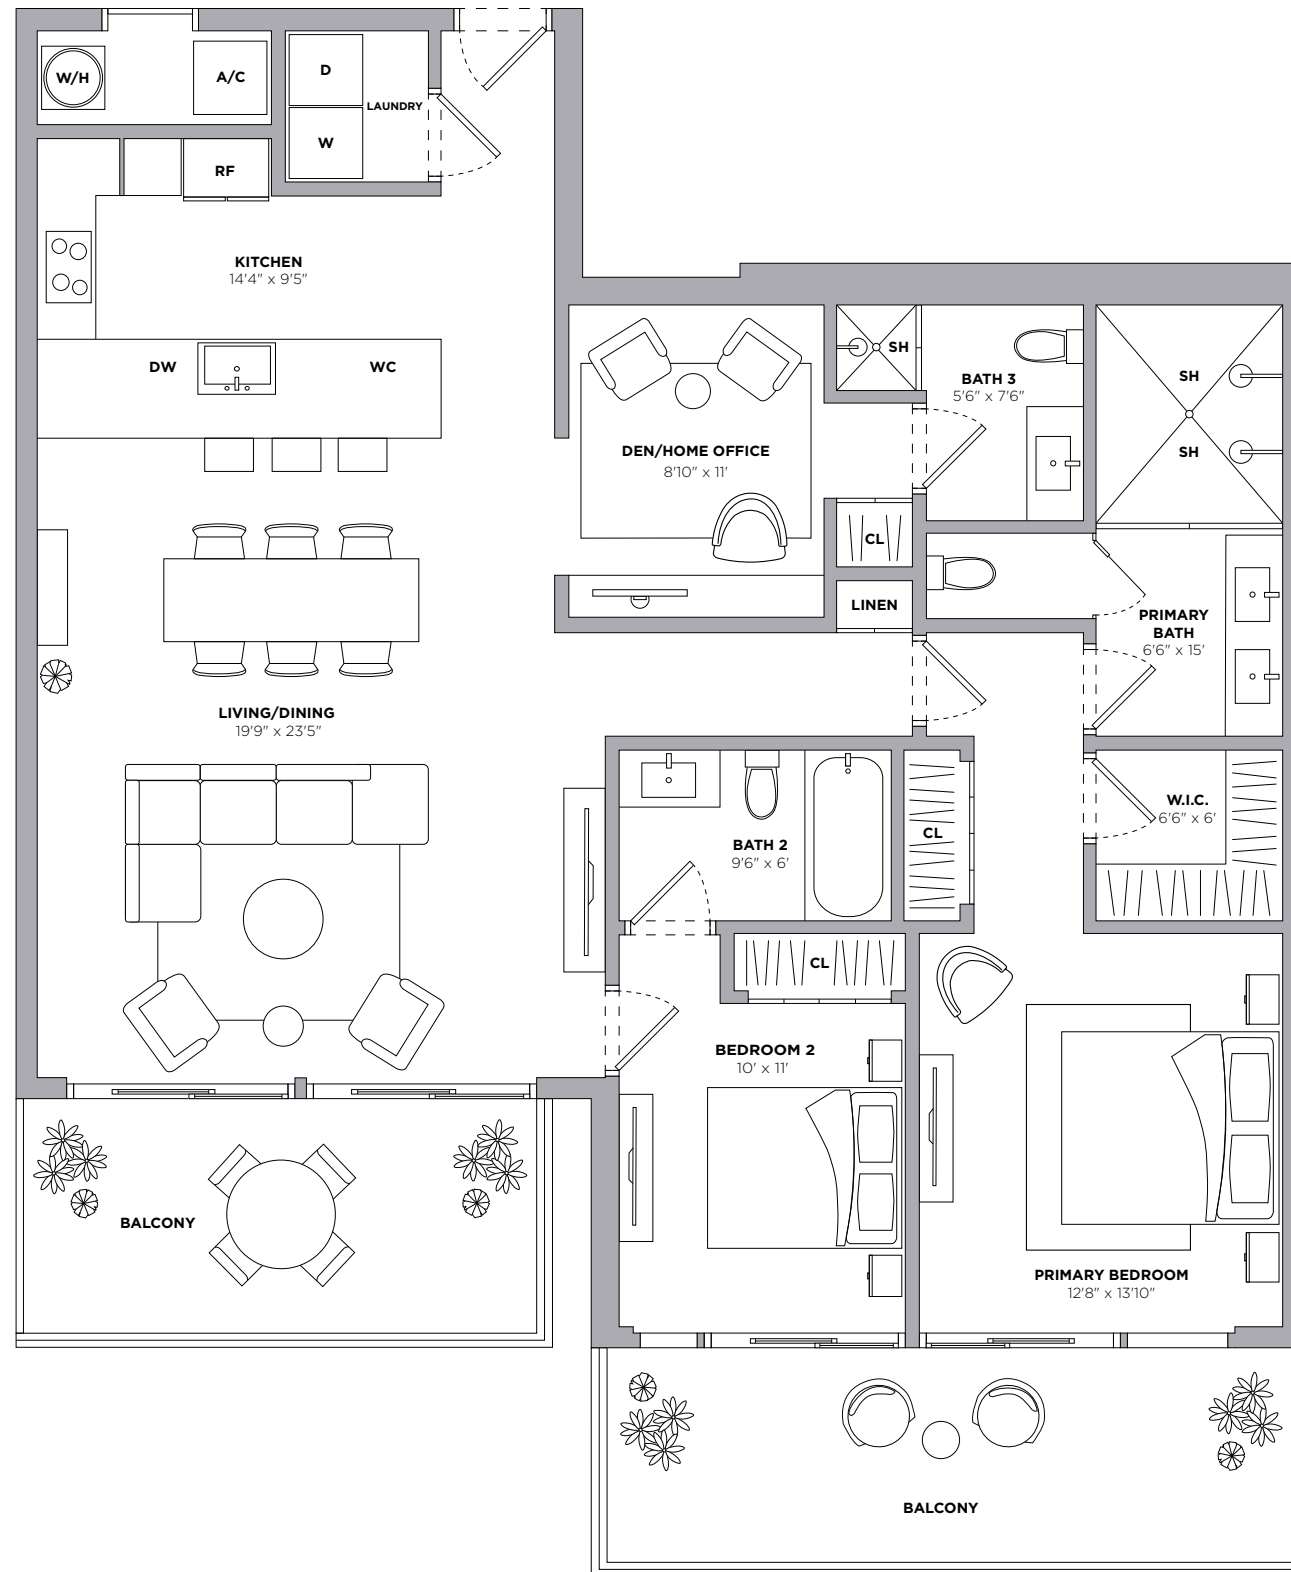 W/H
A/C
D
LAUNDRY
W
RF
KITCHEN
14'4" x 9'5"
DW
WC
SH
BATH 3
5'6" x 7'6"
SH
SH
DEN/HOME OFFICE
8'10" x 11'
CL
LINEN
PRIMARY
BATH
6'6" x 15'
LIVING/DINING
19'9" x 23'5"
BATH 2
9'6" x 6'
CL
W.I.C.
6'6" x 6'
CL
BEDROOM 2
10' x 11'
PRIMARY BEDROOM
12'8" x 13'10"
BALCONY
BALCONY